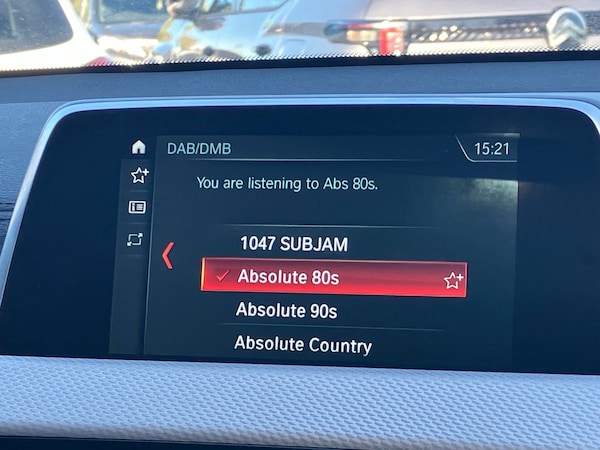 DAB/DMB
15:21
You are listening to Abs 80s.
1047 SUBJAM
Absolute 80s
Absolute 90s
Absolute Country